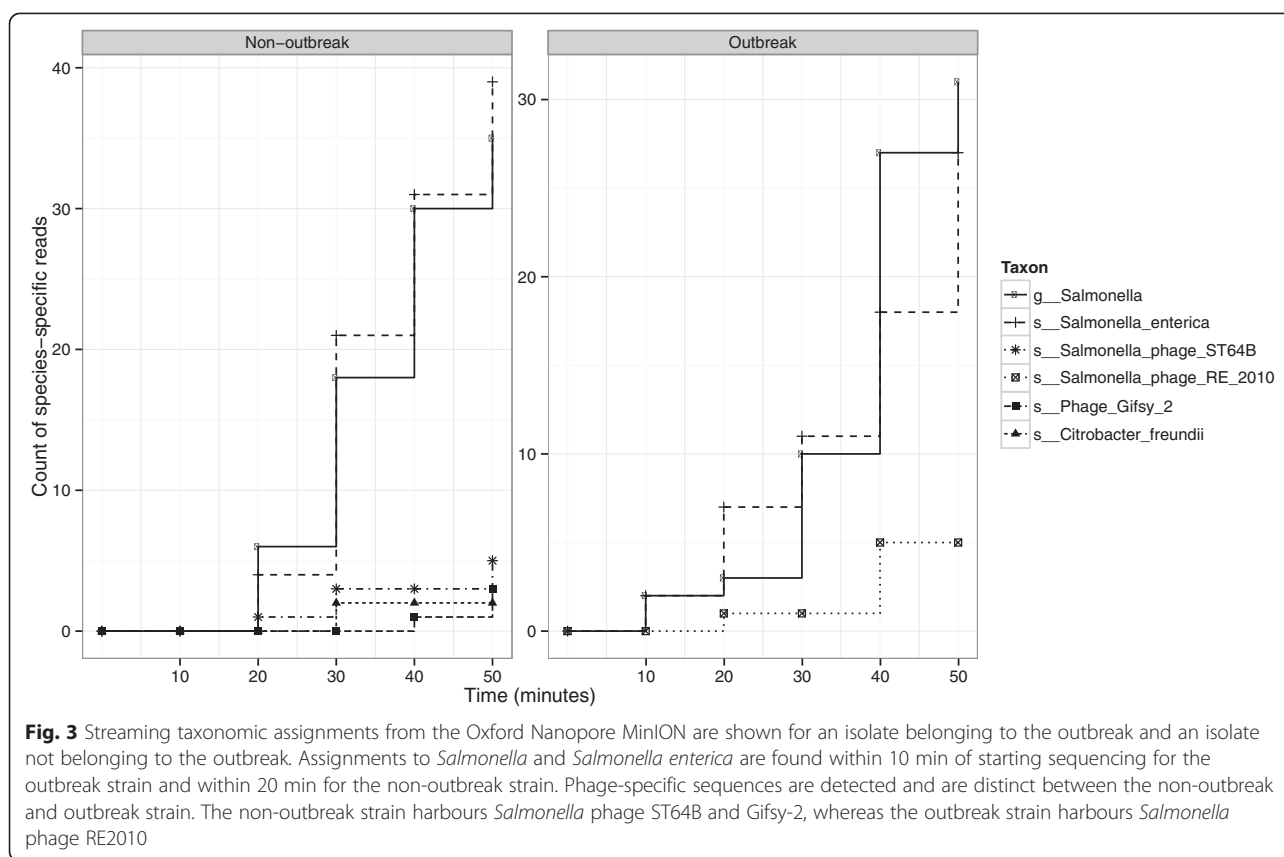 Non−outbreak
Outbreak
Count of species−specific reads
40
30
20
10
0
30
20
10
0
10 20 30 40 50
10 20 30 40 50
Time (minutes)
Taxon
g__Salmonella
s__Salmonella_enterica
s__Salmonella_phage_ST64B
s__Salmonella_phage_RE_2010
s__Phage_Gifsy_2
s__Citrobacter_freundii
Fig. 3 Streaming taxonomic assignments from the Oxford Nanopore MinION are shown for an isolate belonging to the outbreak and an isolate
not belonging to the outbreak. Assignments to Salmonella and Salmonella enterica are found within 10 min of starting sequencing for the
outbreak strain and within 20 min for the non-outbreak strain. Phage-specific sequences are detected and are distinct between the non-outbreak
and outbreak strain. The non-outbreak strain harbours Salmonella phage ST64B and Gifsy-2, whereas the outbreak strain harbours Salmonella
phage RE2010